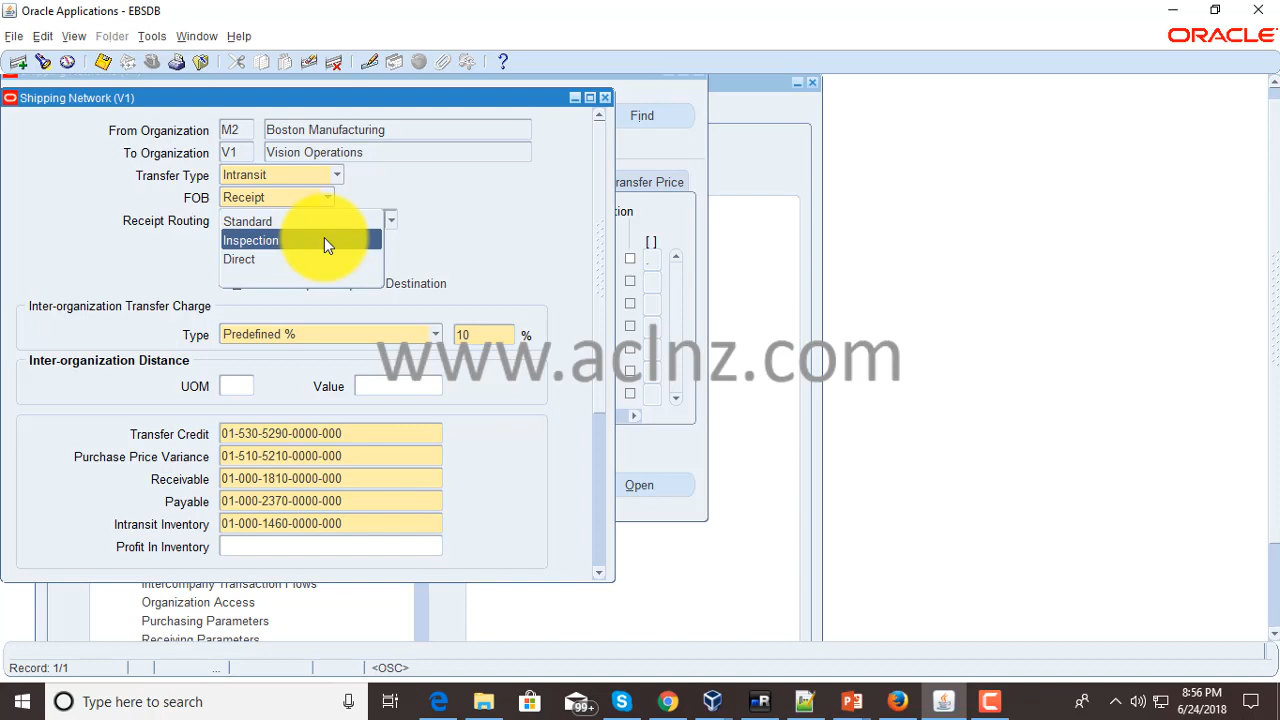 Oracle Applications - EBSDB
File Edit View Folder Tools Window Help
ORACLE
Shipping Network (V1)
From Organization M2 Boston Manufacturing
To Organization V1 Vision Operations
Transfer Type Intransit
FOB Receipt
Receipt Routing Standard
Inspection
Direct
Destination
Inter-organization Transfer Charge
Type Predefined % 10 %
Inter-organization Distance
UOM Value
Transfer Credit 01-530-5290-0000-000
Purchase Price Variance 01-510-5210-0000-000
Receivable 01-000-1810-0000-000
Payable 01-000-2370-0000-000
Intransit Inventory 01-000-1460-0000-000
Profit In Inventory
Find
ransfer Price
tion
[ ]
Open
www.aclnz.com
Intercompany Transaction Flows
Organization Access
Purchasing Parameters
Receiving Parameters
Record: 1/1 ... <OSC>
Type here to search
99+
8:56 PM
6/24/2018